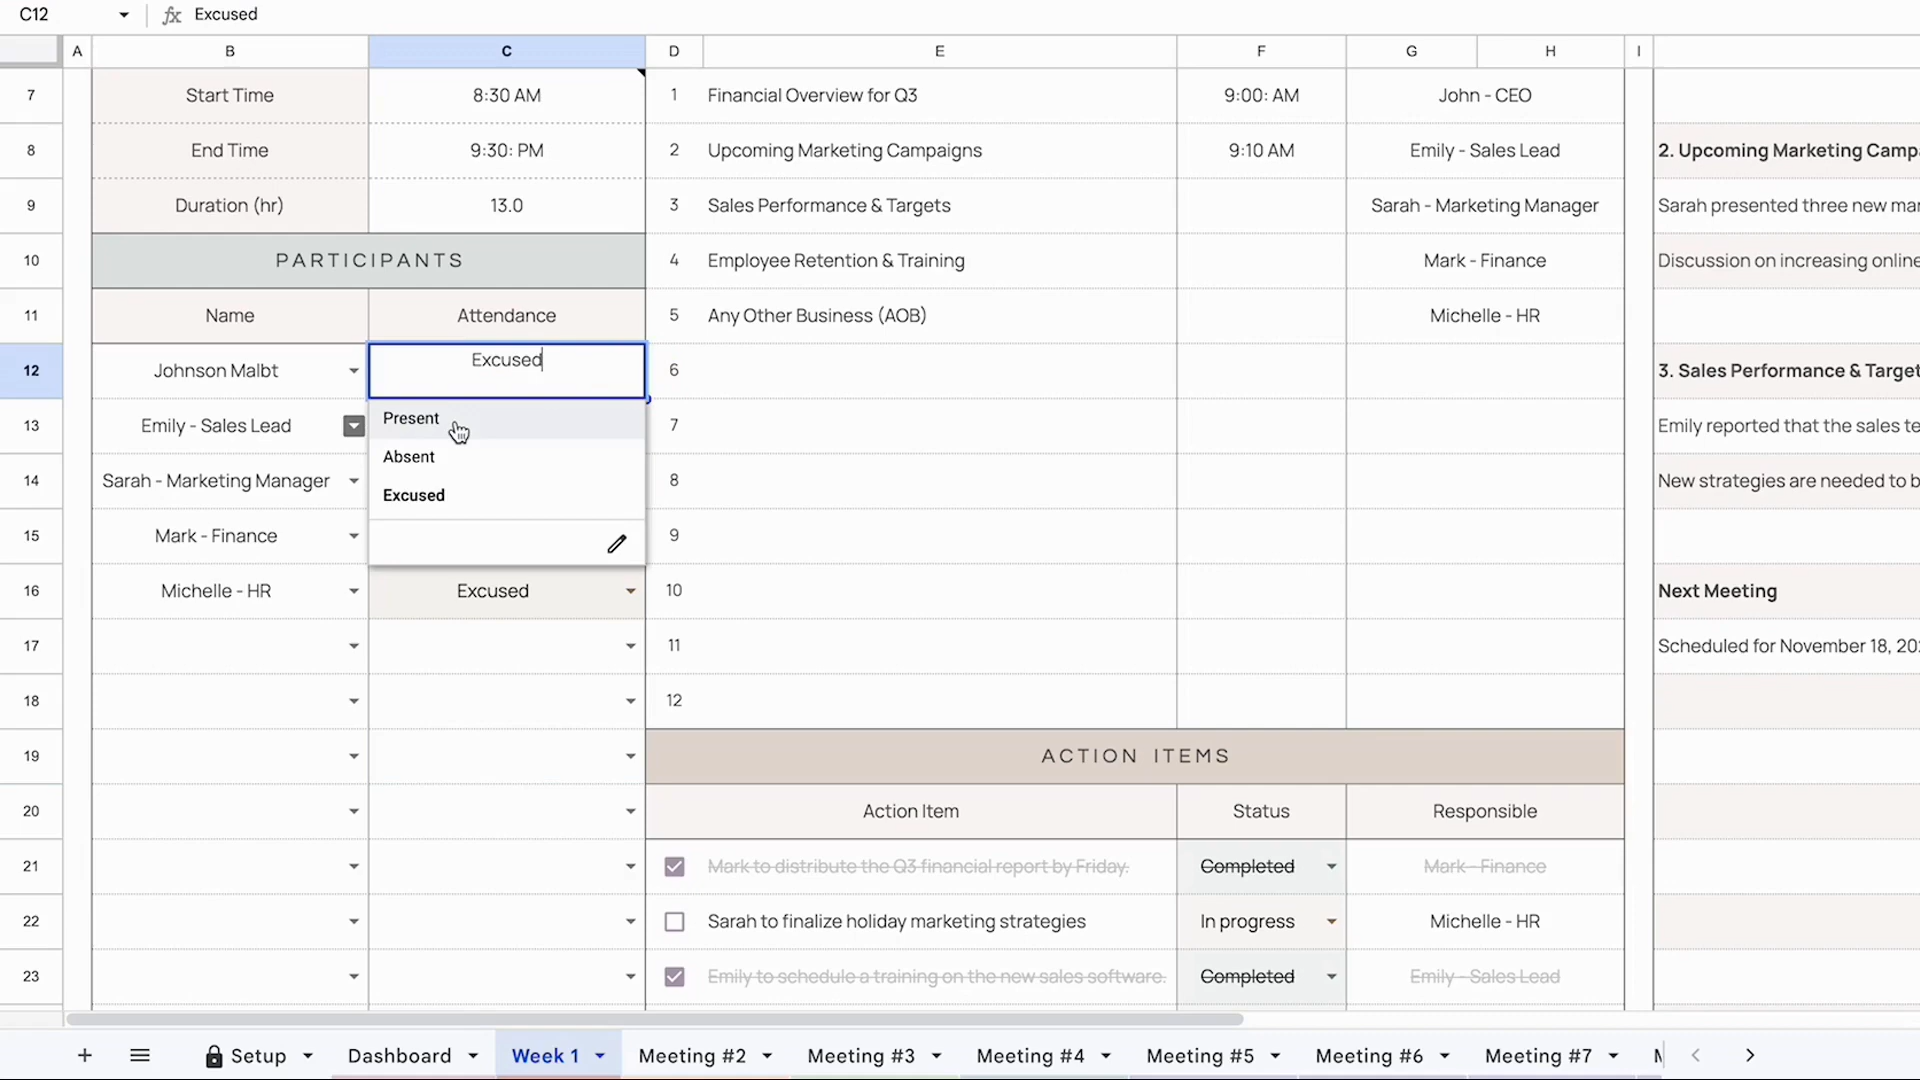 C12 fx Excused
A B C D E F G H I
7 Start Time 8:30 AM 1 Financial Overview for Q3 9:00: AM John - CEO
8 End Time 9:30: PM 2 Upcoming Marketing Campaigns 9:10 AM Emily - Sales Lead 2. Upcoming Marketing Campa
9 Duration (hr) 13.0 3 Sales Performance & Targets Sarah - Marketing Manager Sarah presented three new mar
10 PARTICIPANTS 4 Employee Retention & Training Mark - Finance Discussion on increasing online
11 Name Attendance 5 Any Other Business (AOB) Michelle - HR
12 Johnson Malbt Excused 6 3. Sales Performance & Target
13 Emily - Sales Lead Present 7 Emily reported that the sales te
Absent
14 Sarah - Marketing Manager Excused 8 New strategies are needed to b
15 Mark - Finance 9
16 Michelle - HR Excused 10 Next Meeting
17 11 Scheduled for November 18, 202
18 12
19 ACTION ITEMS
20 Action Item Status Responsible
21 Mark to distribute the Q3 financial report by Friday. Completed Mark - Finance
22 Sarah to finalize holiday marketing strategies In progress Michelle - HR
23 Emily to schedule a training on the new sales software. Completed Emily - Sales Lead
+ Setup Dashboard Week 1 Meeting #2 Meeting #3 Meeting #4 Meeting #5 Meeting #6 Meeting #7